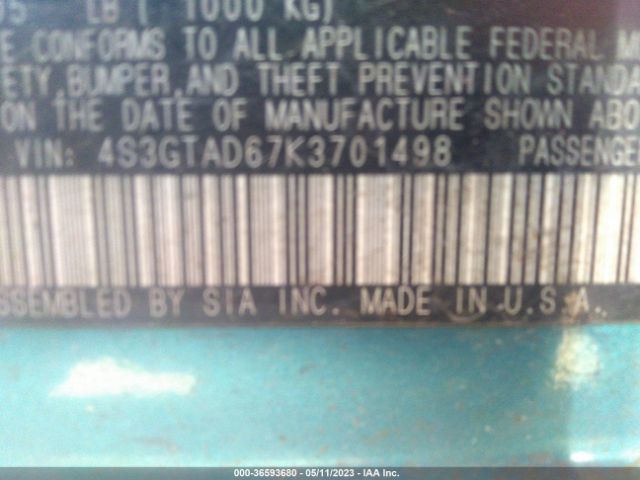 05 LB ( 1000 KG)
E CONFORMS TO ALL APPLICABLE FEDERAL M
ETY, BUMPER, AND THEFT PREVENTION STANDA
ON THE DATE OF MANUFACTURE SHOWN ABO
VIN: 4S3GTAD67K3701498 PASSENGE
SSEMBLED BY SIA INC. MADE IN U.S.A.
000-36593680 - 05/11/2023 - IAA Inc.